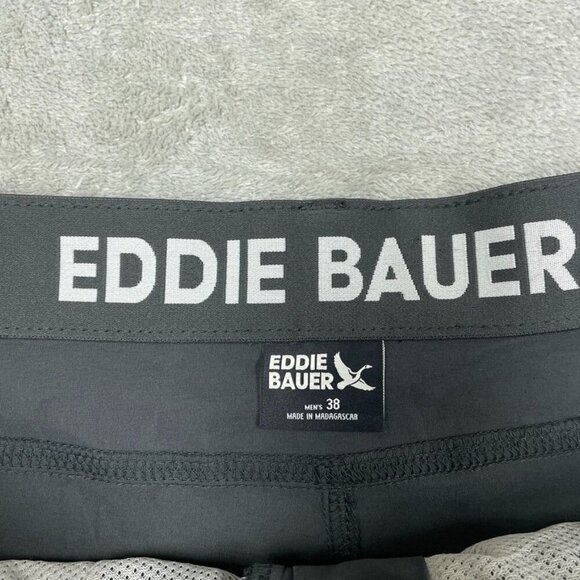 EDDIE BAUER
EDDIE
BAUER
MEN'S 38
MADE IN MADAGASCAR